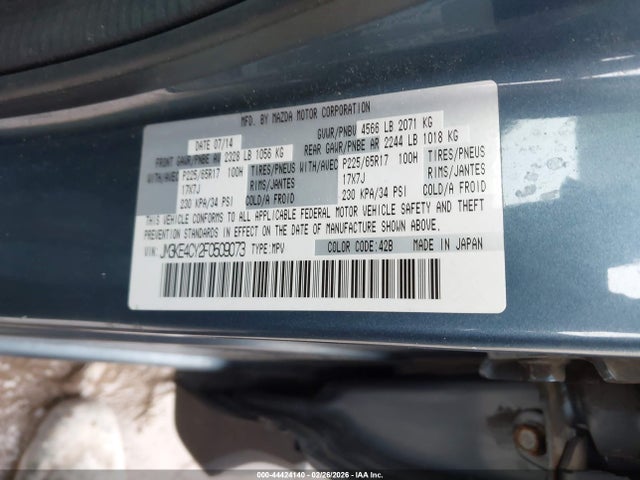 MFD. BY MAZDA MOTOR CORPORATION
DATE 07/14 GVWR/PNBV 4566 LB 2071 KG
FRONT GAWR/PNBE AV 2329 LB 1056 KG REAR GAWR/PNBE AR 2244 LB 1018 KG
WITH/AVEC P225/65R17 100H TIRES/PNEUS WITH/AVEC P225/65R17 100H TIRES/PNEUS
17X7J RIMS/JANTES 17X7J RIMS/JANTES
230 KPA/34 PSI COLD/A FROID 230 KPA/34 PSI COLD/A FROID
THIS VEHICLE CONFORMS TO ALL APPLICABLE FEDERAL MOTOR VEHICLE SAFETY AND THEFT
PREVENTION STANDARDS IN EFFECT ON THE DATE OF MANUFACTURE SHOWN ABOVE.
VIN: JM3KE4CY2F0509073 TYPE:MPV COLOR CODE:42B MADE IN JAPAN
000-44424140 - 02/26/2026 - IAA Inc.